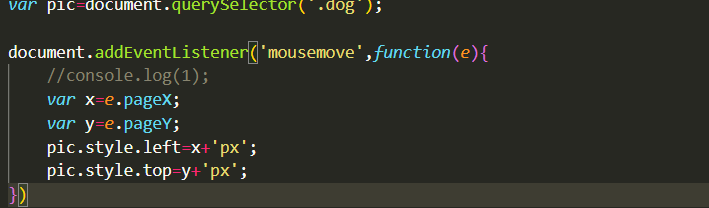 var pic=document.querySelector('.dog');
document.addEventListener('mousemove',function(e){
//console.log(1);
var x=e.pageX;
var y=e.pageY;
pic.style.left=x+'px';
pic.style.top=y+'px';
})